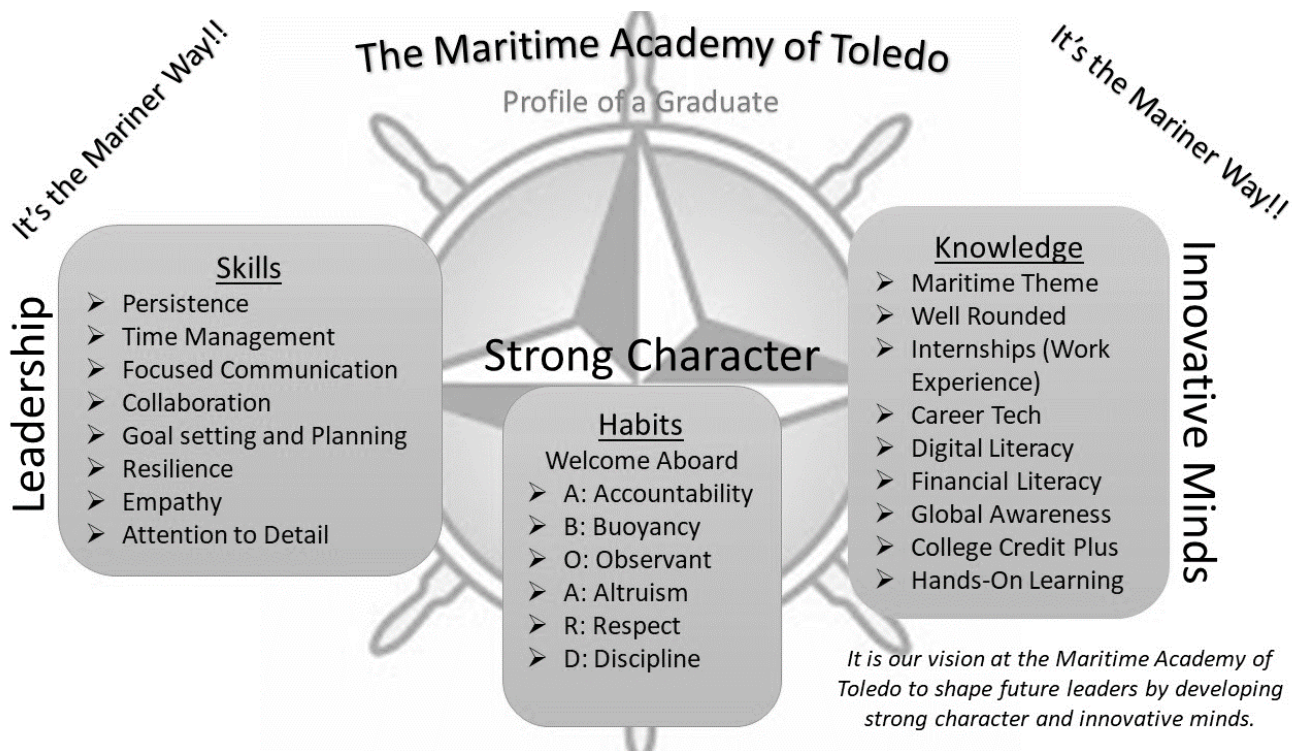 The Maritime Academy of Toledo
Profile of a Graduate
It's the Mariner Way!!
It's the Mariner Way!!
Leadership
Skills
➢ Persistence
➢ Time Management
➢ Focused Communication
➢ Collaboration
➢ Goal setting and Planning
➢ Resilience
➢ Empathy
➢ Attention to Detail
Strong Character
Habits
Welcome Aboard
➢ A: Accountability
➢ B: Buoyancy
➢ O: Observant
➢ A: Altruism
➢ R: Respect
➢ D: Discipline
Knowledge
➢ Maritime Theme
➢ Well Rounded
➢ Internships (Work
Experience)
➢ Career Tech
➢ Digital Literacy
➢ Financial Literacy
➢ Global Awareness
➢ College Credit Plus
➢ Hands-On Learning
Innovative Minds
It is our vision at the Maritime Academy of
Toledo to shape future leaders by developing
strong character and innovative minds.